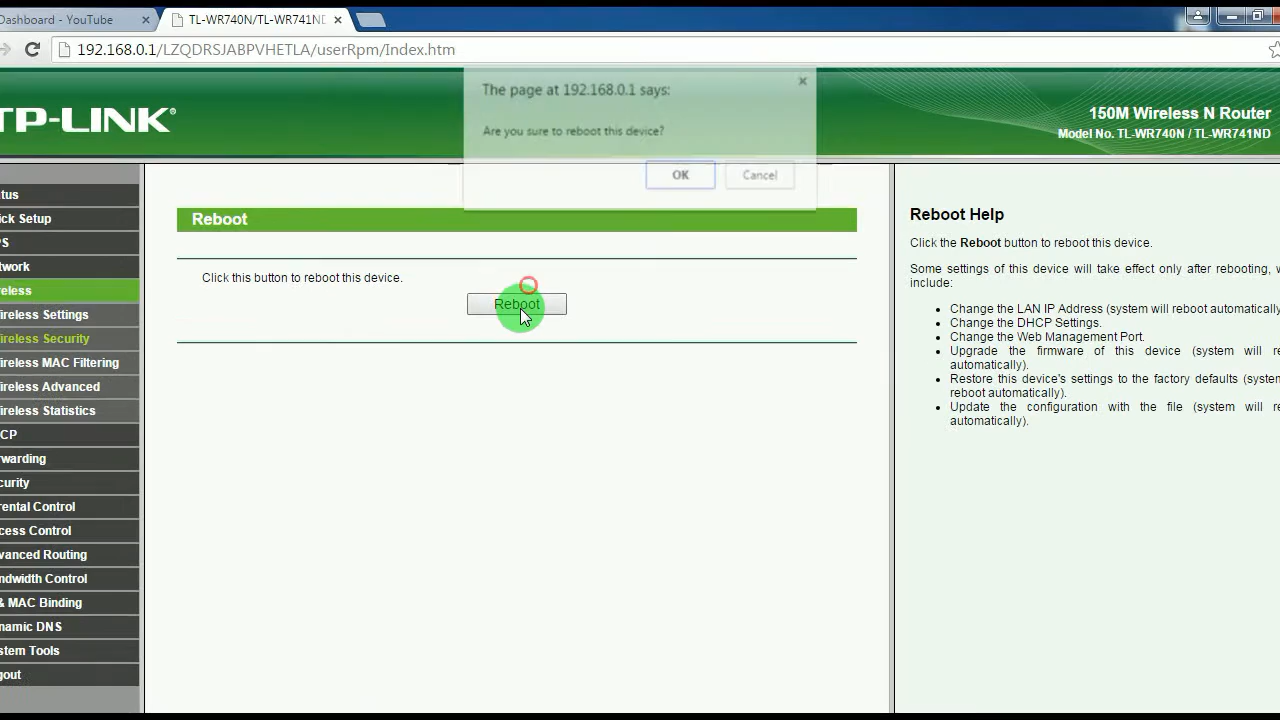 Dashboard - YouTube
TL-WR740N/TL-WR741ND
192.168.0.1/LZQDRSJABPVHETLA/userRpm/Index.htm
TP-LINK®
150M Wireless N Router
Model No. TL-WR740N / TL-WR741ND
The page at 192.168.0.1 says:
Are you sure to reboot this device?
OK
Cancel
tus
ick Setup
PS
twork
eless
ireless Settings
ireless Security
ireless MAC Filtering
ireless Advanced
ireless Statistics
CP
rwarding
curity
rental Control
cess Control
vanced Routing
ndwidth Control
& MAC Binding
namic DNS
stem Tools
gout
Reboot
Click this button to reboot this device.
Reboot
Reboot Help
Click the Reboot button to reboot this device.
Some settings of this device will take effect only after rebooting, w
include:
Change the LAN IP Address (system will reboot automatically
Change the DHCP Settings.
Change the Web Management Port.
Upgrade the firmware of this device (system will re
automatically).
Restore this device's settings to the factory defaults (system
reboot automatically).
Update the configuration with the file (system will re
automatically).